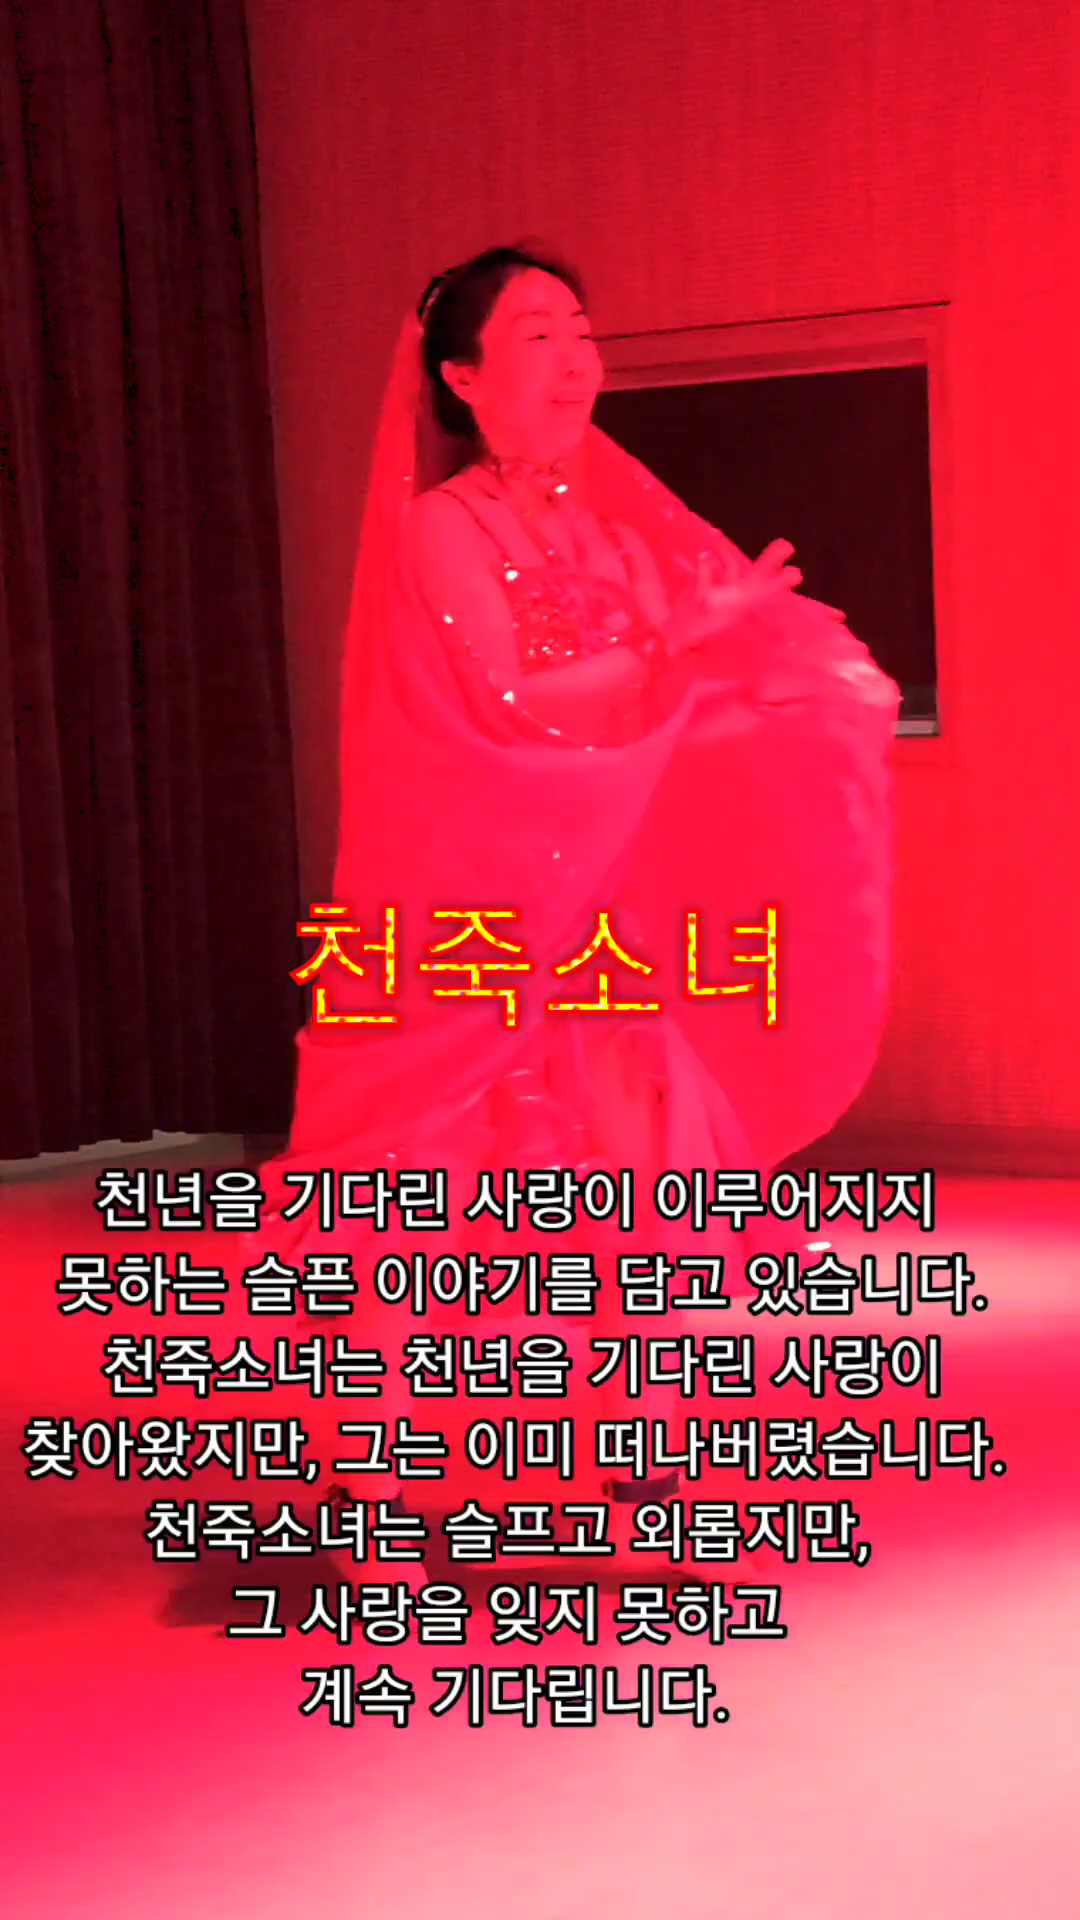 천죽소녀
천년을 기다린 사랑이 이루어지지
못하는 슬픈 이야기를 담고 있습니다.
천죽소녀는 천년을 기다린 사랑이
찾아왔지만, 그는 이미 떠나버렸습니다.
천죽소녀는 슬프고 외롭지만,
그 사랑을 잊지 못하고
계속 기다립니다.